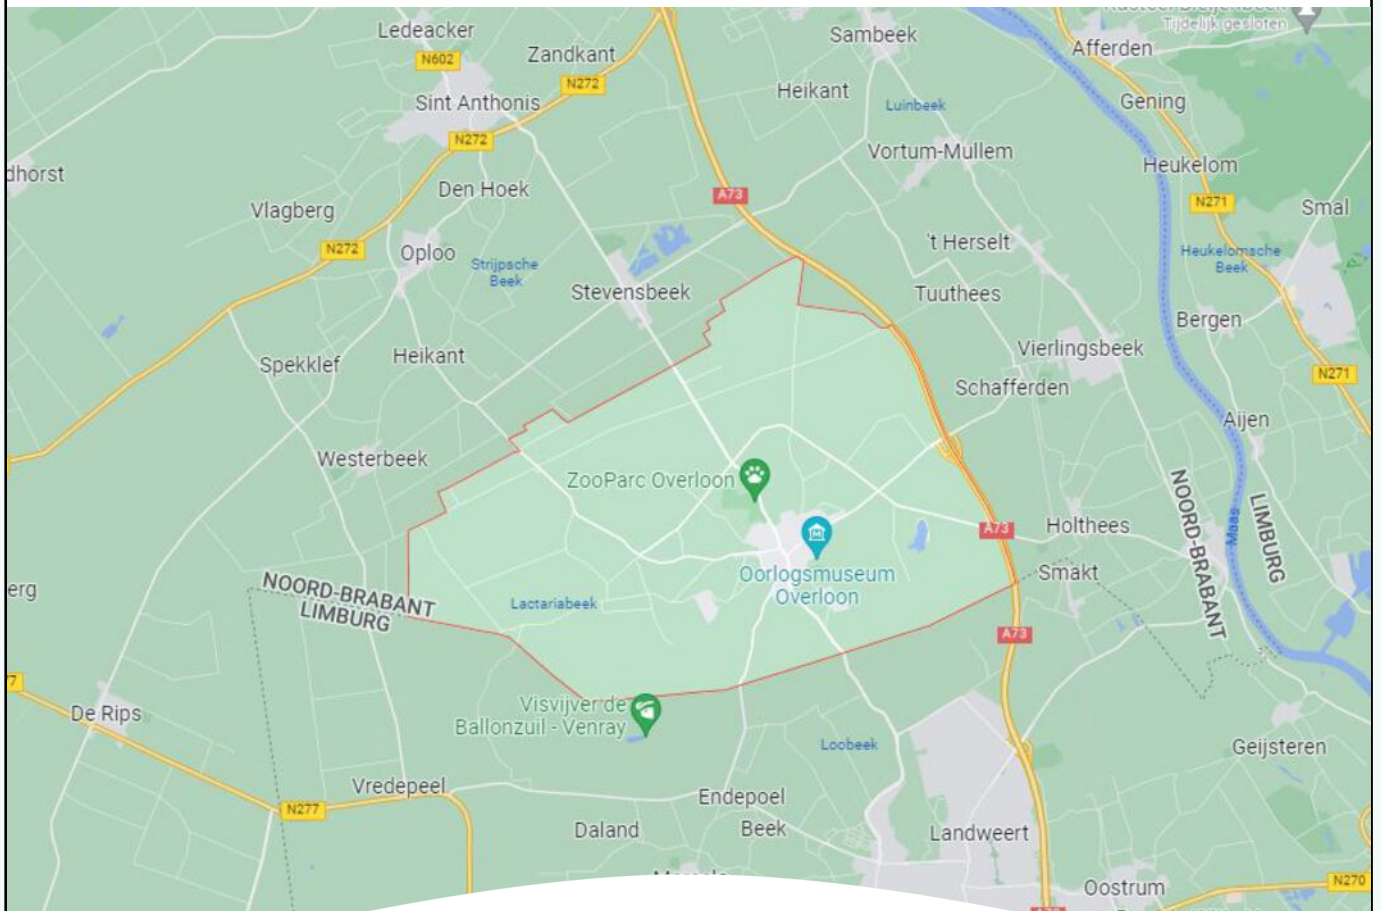 Tijdelijk gesloten
Ledeacker
Sambeek
Afferden
Zandkant
N602
N272
Heikant
Gening
Sint Anthonis
Luinbeek
N272
Vortum-Mullem
Heukelom
dhorst
Den Hoek
A73
N271
Vlagberg
Smal
N272
Oploo
't Herselt
Heukelomsche
Beek
Strijpsche
Beek
Stevensbeek
Tuuthees
Bergen
Vierlingsbeek
Spekklef
Heikant
N271
Schafferden
Aijen
Westerbeek
ZooParc Overloon
NOORD-BRABANT
LIMBURG
Maas
A73
Holthees
Oorlogsmuseum
Overloon
Smakt
erg
NOORD-BRABANT
LIMBURG
Lactariabeek
A73
77
Visvijver de
Ballonzuil - Venray
De Rips
Loobeek
Geijsteren
Vredepeel
Endepoel
N277
Daland
Beek
Landweert
Oostrum
N270